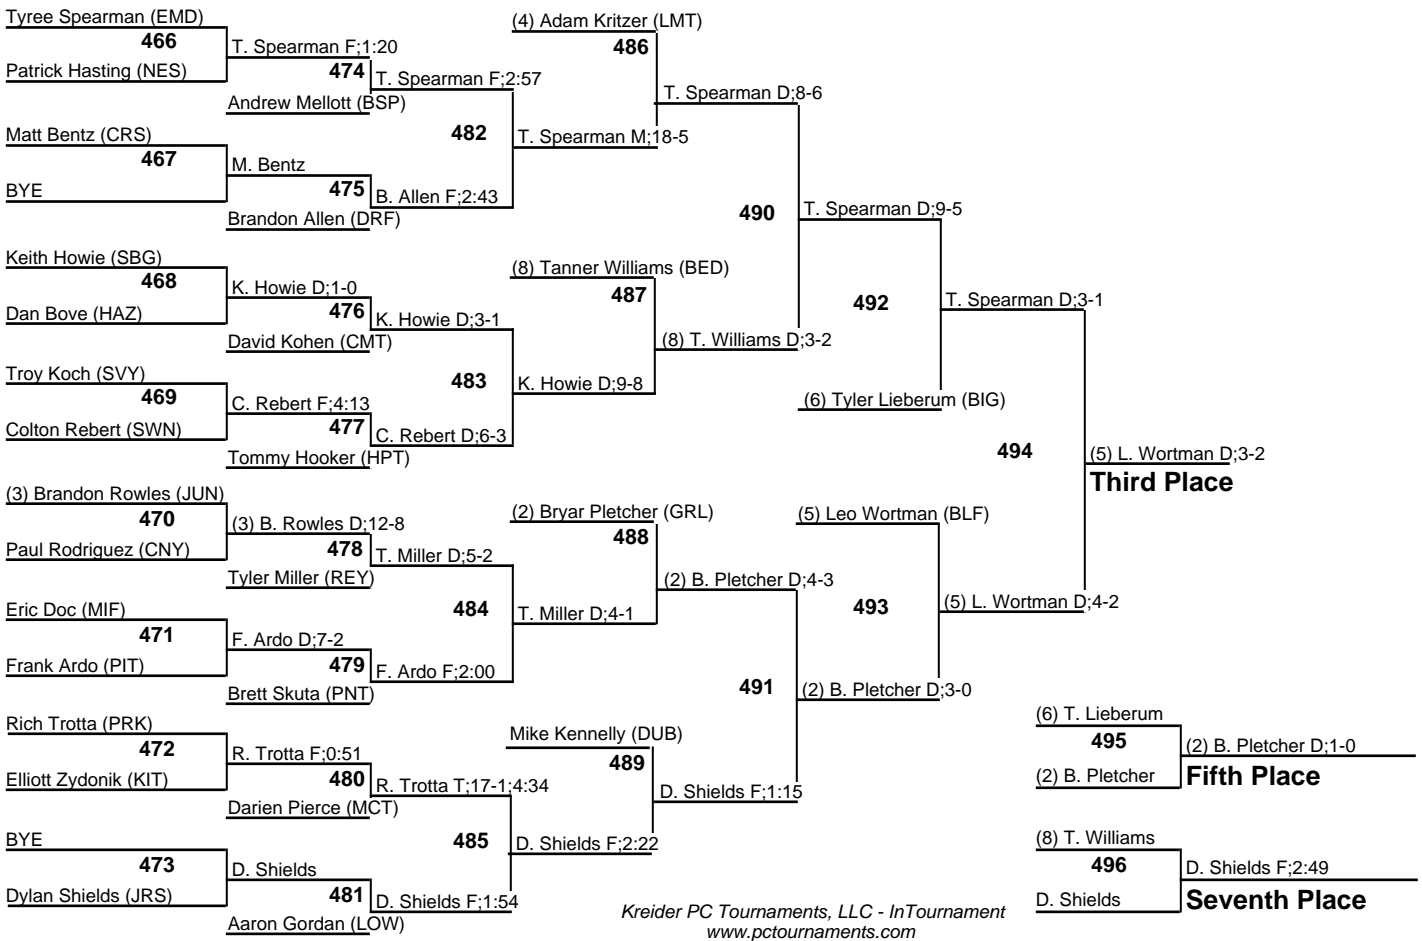 Tyree Spearman (EMD)
466
Patrick Hasting (NES)
T. Spearman F;1:20
474
Andrew Mellott (BSP)
T. Spearman F;2:57
Matt Bentz (CRS)
467
BYE
M. Bentz
475
Brandon Allen (DRF)
B. Allen F;2:43
482
T. Spearman M;18-5
(4) Adam Kritzer (LMT)
486
T. Spearman D;8-6
Keith Howie (SBG)
468
Dan Bove (HAZ)
K. Howie D;1-0
476
David Kohen (CMT)
K. Howie D;3-1
Troy Koch (SVY)
469
Colton Rebert (SWN)
C. Rebert F;4:13
477
Tommy Hooker (HPT)
C. Rebert D;6-3
483
K. Howie D;9-8
(8) Tanner Williams (BED)
487
(8) T. Williams D;3-2
490
T. Spearman D;9-5
492
(6) Tyler Lieberum (BIG)
T. Spearman D;3-1
(3) Brandon Rowles (JUN)
470
Paul Rodriguez (CNY)
(3) B. Rowles D;12-8
478
Tyler Miller (REY)
T. Miller D;5-2
Eric Doc (MIF)
471
Frank Ardo (PIT)
F. Ardo D;7-2
479
Brett Skuta (PNT)
F. Ardo F;2:00
484
T. Miller D;4-1
(2) Bryar Pletcher (GRL)
488
(2) B. Pletcher D;4-3
Rich Trotta (PRK)
472
Elliott Zydonik (KIT)
R. Trotta F;0:51
480
Darien Pierce (MCT)
R. Trotta T;17-1;4:34
BYE
473
Dylan Shields (JRS)
D. Shields
481
Aaron Gordan (LOW)
D. Shields F;1:54
485
D. Shields F;2:22
Mike Kennelly (DUB)
489
D. Shields F;1:15
491
(2) B. Pletcher D;3-0
(5) Leo Wortman (BLF)
493
(5) L. Wortman D;4-2
494
(5) L. Wortman D;3-2
Third Place
(6) T. Lieberum
495
(2) B. Pletcher
(2) B. Pletcher D;1-0
Fifth Place
(8) T. Williams
496
D. Shields
D. Shields F;2:49
Seventh Place
Kreider PC Tournaments, LLC - InTournament
www.pctournaments.com